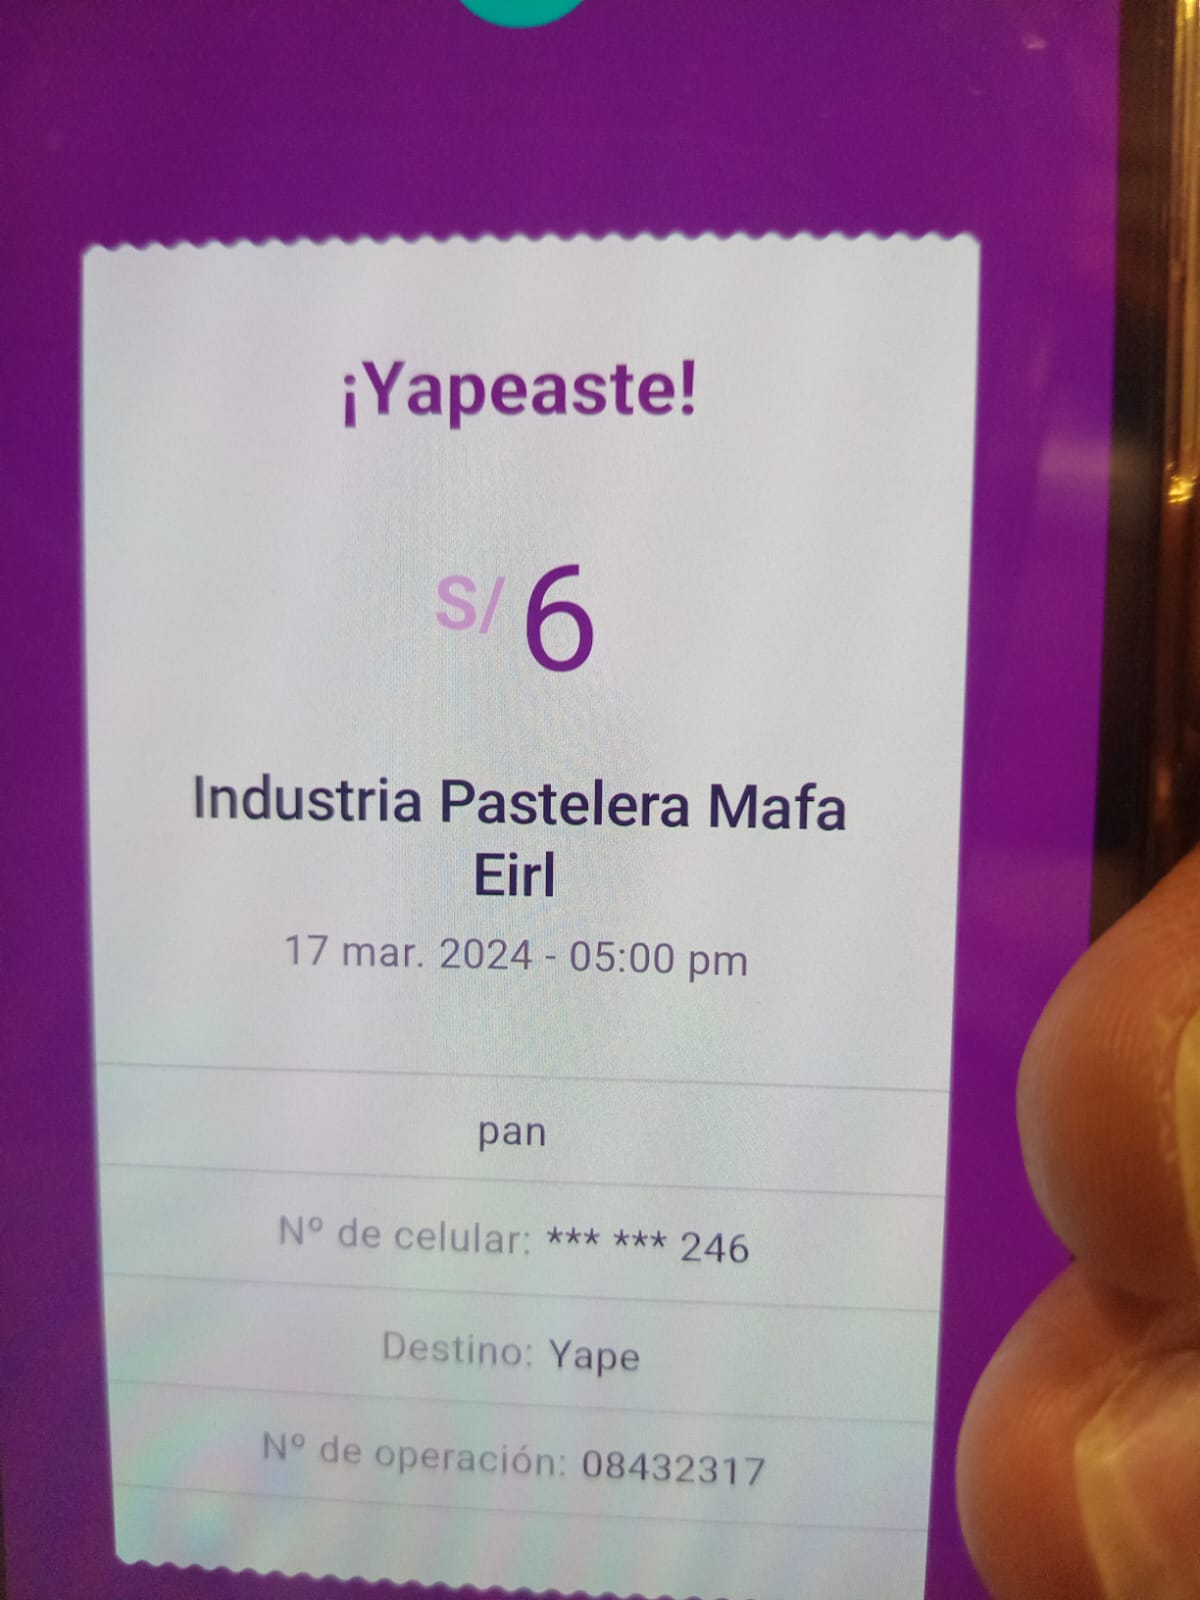 ¡Yapeaste!
S/ 6
Industria Pastelera Mafa
Eirl
17 mar. 2024 - 05:00 pm
pan
Nº de celular: *** *** 246
Destino: Yape
Nº de operación: 08432317